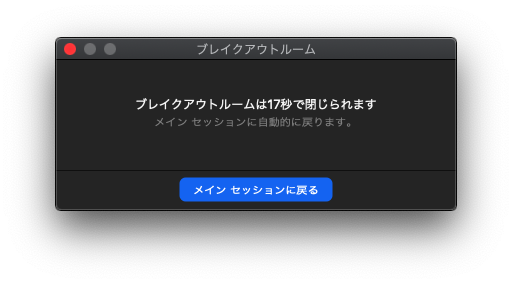 ブレイクアウトルーム
ブレイクアウトルームは17秒で閉じられます
メイン セッションに自動的に戻ります。
メイン セッションに戻る